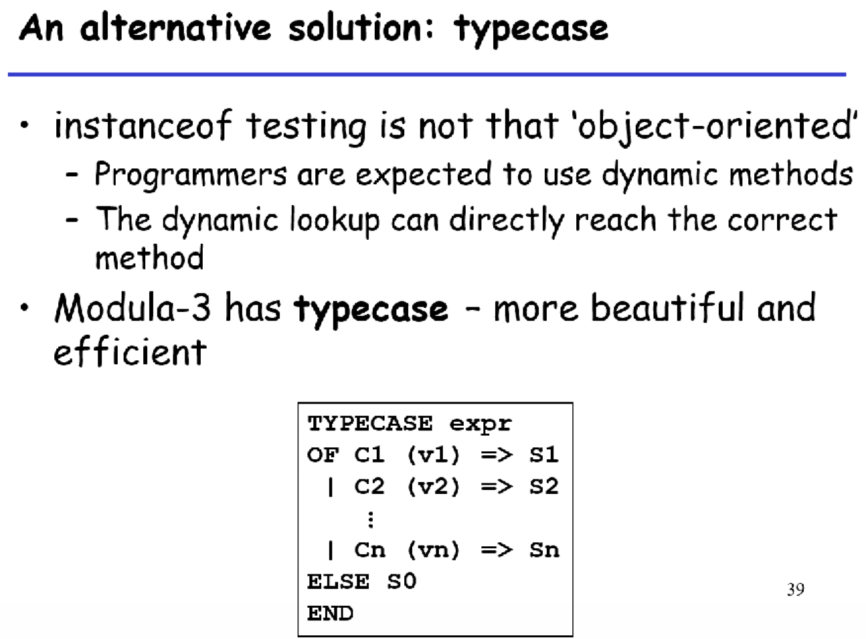 An alternative solution: typecase
• instanceof testing is not that ‘object-oriented’
– Programmers are expected to use dynamic methods
– The dynamic lookup can directly reach the correct
method
• Modula-3 has typecase – more beautiful and
efficient
TYPECASE expr
OF C1 (v1) => S1
| C2 (v2) => S2
⋮
| Cn (vn) => Sn
ELSE S0
END
39